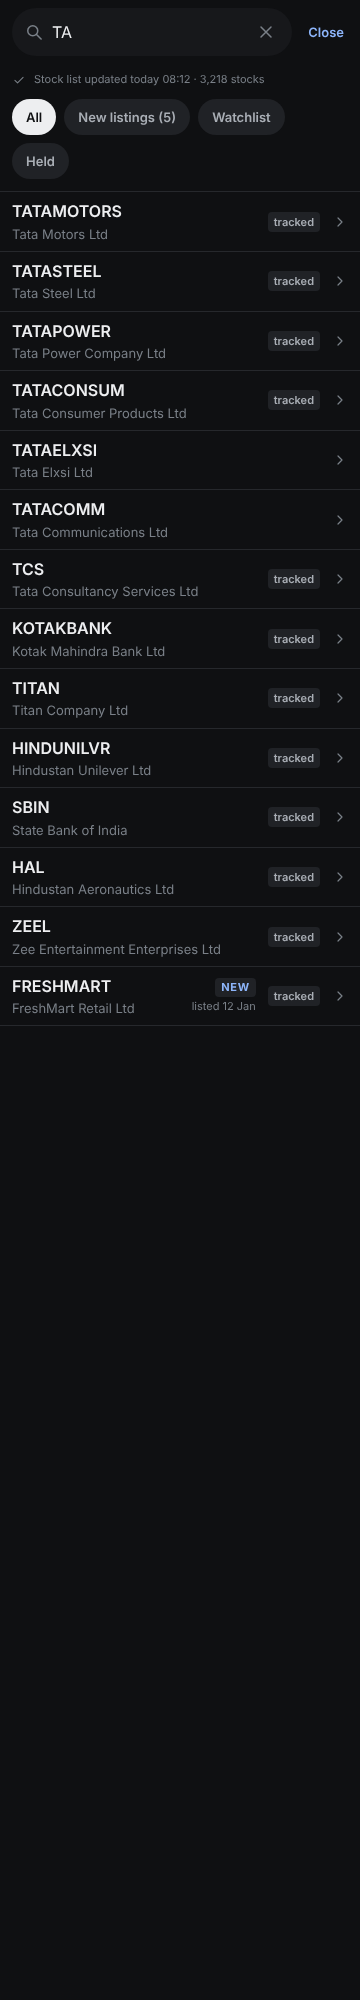 TA
Close
Stock list updated today 08:12 · 3,218 stocks
All
New listings (5)
Watchlist
Held
TATAMOTORS
Tata Motors Ltd
tracked
TATASTEEL
Tata Steel Ltd
tracked
TATAPOWER
Tata Power Company Ltd
tracked
TATACONSUM
Tata Consumer Products Ltd
tracked
TATAELXSI
Tata Elxsi Ltd
TATACOMM
Tata Communications Ltd
TCS
Tata Consultancy Services Ltd
tracked
KOTAKBANK
Kotak Mahindra Bank Ltd
tracked
TITAN
Titan Company Ltd
tracked
HINDUNILVR
Hindustan Unilever Ltd
tracked
SBIN
State Bank of India
tracked
HAL
Hindustan Aeronautics Ltd
tracked
ZEEL
Zee Entertainment Enterprises Ltd
tracked
FRESHMART
FreshMart Retail Ltd
NEW
listed 12 Jan
tracked